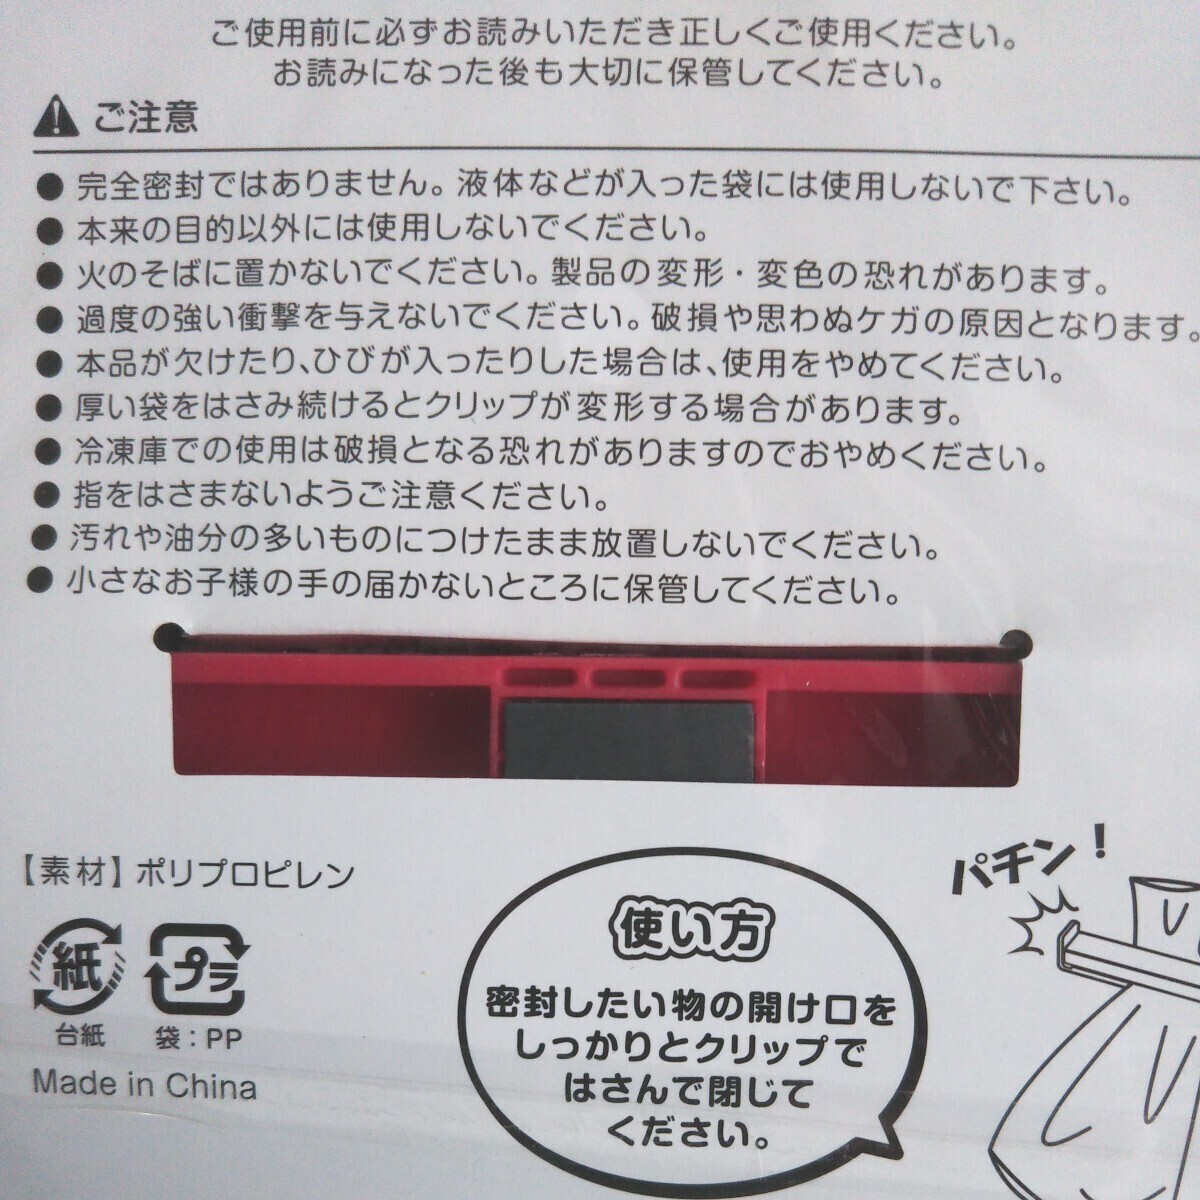 ご使用前に必ずお読みいただき正しくご使用ください。
お読みになった後も大切に保管してください。
ご注意
● 完全密封ではありません。液体などが入った袋には使用しないで下さい。
● 本来の目的以外には使用しないでください。
● 火のそばに置かないでください。製品の変形・変色の恐れがあります。
● 過度の強い衝撃を与えないでください。破損や思わぬケガの原因となります。
● 本品が欠けたり、ひびが入ったりした場合は、使用をやめてください。
● 厚い袋をはさみ続けるとクリップが変形する場合があります。
● 冷凍庫での使用は破損となる恐れがありますのでおやめください。
● 指をはさまないようご注意ください。
● 汚れや油分の多いものにつけたまま放置しないでください。
● 小さなお子様の手の届かないところに保管してください。
【素材】ポリプロピレン
紙
プラ
台紙
袋：PP
Made in China
使い方
密封したい物の開け口を
しっかりとクリップで
はさんで閉じて
ください。
パチン！